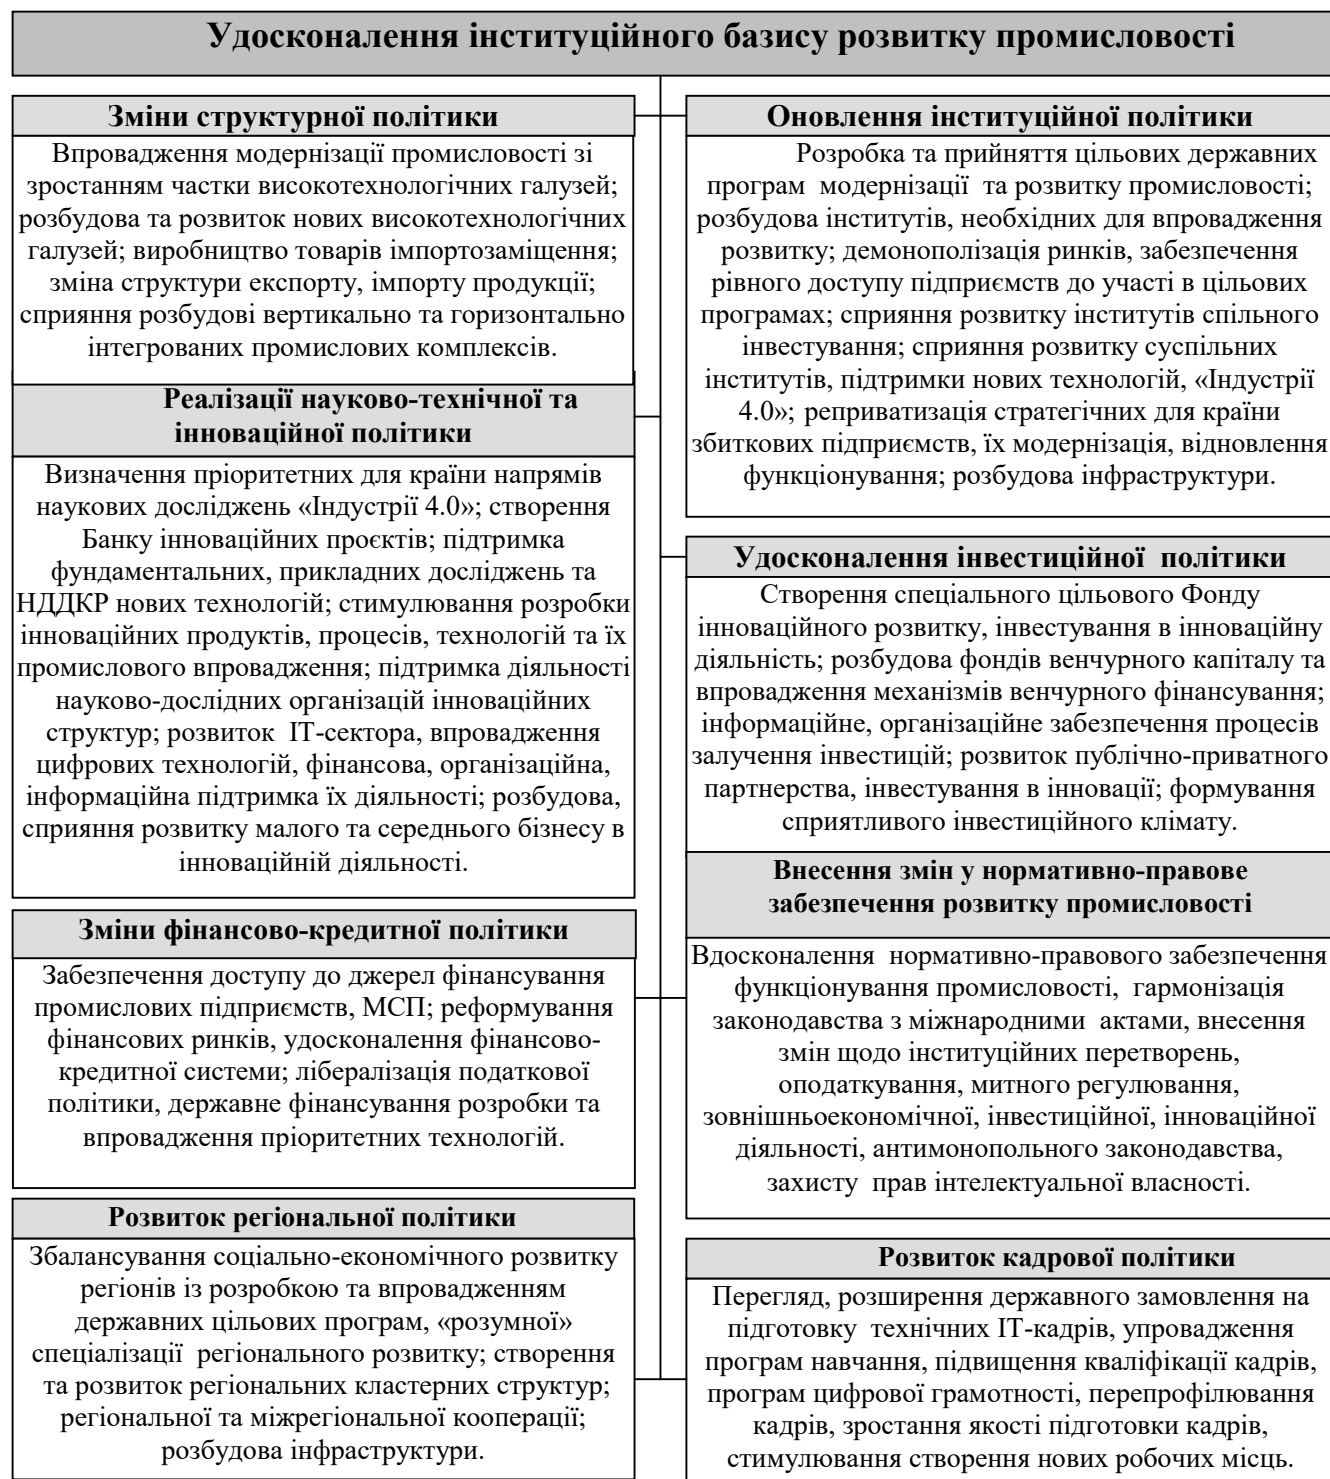 Удосконалення інституційного базису розвитку промисловості
Зміни структурної політики
Впровадження модернізації промисловості зі
зростанням частки високотехнологічних галузей;
розбудова та розвиток нових високотехнологічних
галузей; виробництво товарів імпортозаміщення;
зміна структури експорту, імпорту продукції;
сприяння розбудові вертикально та горизонтально
інтегрованих промислових комплексів.
Реалізації науково-технічної та
інноваційної політики
Визначення пріоритетних для країни напрямів
наукових досліджень «Індустрії 4.0»; створення
Банку інноваційних проєктів; підтримка
фундаментальних, прикладних досліджень та
НДДКР нових технологій; стимулювання розробки
інноваційних продуктів, процесів, технологій та їх
промислового впровадження; підтримка діяльності
науково-дослідних організацій інноваційних
структур; розвиток ІТ-сектора, впровадження
цифрових технологій, фінансова, організаційна,
інформаційна підтримка їх діяльності; розбудова,
сприяння розвитку малого та середнього бізнесу в
інноваційній діяльності.
Зміни фінансово-кредитної політики
Забезпечення доступу до джерел фінансування
промислових підприємств, МСП; реформування
фінансових ринків, удосконалення фінансово-
кредитної системи; лібералізація податкової
політики, державне фінансування розробки та
впровадження пріоритетних технологій.
Розвиток регіональної політики
Збалансування соціально-економічного розвитку
регіонів із розробкою та впровадженням
державних цільових програм, «розумної»
спеціалізації регіонального розвитку; створення
та розвиток регіональних кластерних структур;
регіональної та міжрегіональної кооперації;
розбудова інфраструктури.
Оновлення інституційної політики
Розробка та прийняття цільових державних
програм модернізації та розвитку промисловості;
розбудова інститутів, необхідних для впровадження
розвитку; демонополізація ринків, забезпечення
рівного доступу підприємств до участі в цільових
програмах; сприяння розвитку інститутів спільного
інвестування; сприяння розвитку суспільних
інститутів, підтримки нових технологій, «Індустрії
4.0»; реприватизація стратегічних для країни
збиткових підприємств, їх модернізація, відновлення
функціонування; розбудова інфраструктури.
Удосконалення інвестиційної політики
Створення спеціального цільового Фонду
інноваційного розвитку, інвестування в інноваційну
діяльність; розбудова фондів венчурного капіталу та
впровадження механізмів венчурного фінансування;
інформаційне, організаційне забезпечення процесів
залучення інвестицій; розвиток публічно-приватного
партнерства, інвестування в інновації; формування
сприятливого інвестиційного клімату.
Внесення змін у нормативно-правове
забезпечення розвитку промисловості
Вдосконалення нормативно-правового забезпечення
функціонування промисловості, гармонізація
законодавства з міжнародними актами, внесення
змін щодо інституційних перетворень,
оподаткування, митного регулювання,
зовнішньоекономічної, інвестиційної, інноваційної
діяльності, антимонопольного законодавства,
захисту прав інтелектуальної власності.
Розвиток кадрової політики
Перегляд, розширення державного замовлення на
підготовку технічних ІТ-кадрів, упровадження
програм навчання, підвищення кваліфікації кадрів,
програм цифрової грамотності, перепрофілювання
кадрів, зростання якості підготовки кадрів,
стимулювання створення нових робочих місць.